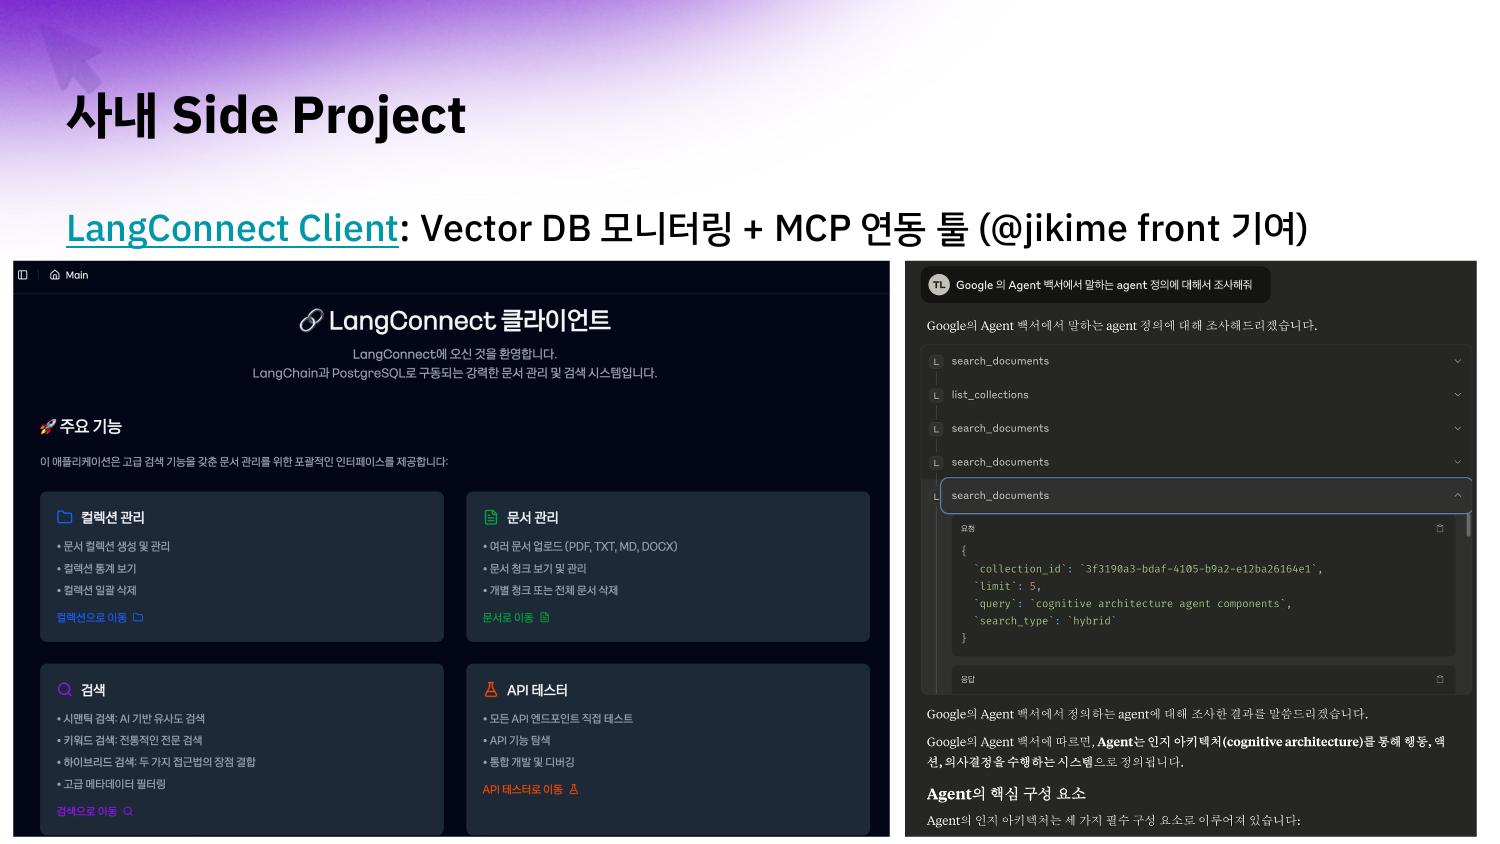 사내 Side Project
LangConnect Client: Vector DB 모니터링 + MCP 연동 툴 (@jikime front 기여)
Main
LangConnect 클라이언트
LangConnect에 오신 것을 환영합니다.
LangChain과 PostgreSQL로 구동되는 강력한 문서 관리 및 검색 시스템입니다.
🚀 주요 기능
이 애플리케이션은 고급 검색 기능을 갖춘 문서 관리를 위한 포괄적인 인터페이스를 제공합니다:
컬렉션 관리
• 문서 컬렉션 생성 및 관리
• 컬렉션 통계 보기
• 컬렉션 일괄 삭제
컬렉션으로 이동
문서 관리
• 여러 문서 업로드 (PDF, TXT, MD, DOCX)
• 문서 청크 보기 및 관리
• 개별 청크 또는 전체 문서 삭제
문서로 이동
검색
• 시맨틱 검색: AI 기반 유사도 검색
• 키워드 검색: 전통적인 전문 검색
• 하이브리드 검색: 두 가지 접근법의 장점 결합
• 고급 메타데이터 필터링
검색으로 이동
API 테스터
• 모든 API 엔드포인트 직접 테스트
• API 기능 탐색
• 통합 개발 및 디버깅
API 테스터로 이동
TL Google 의 Agent 백서에서 말하는 agent 정의에 대해서 조사해줘
Google의 Agent 백서에서 말하는 agent 정의에 대해 조사해드리겠습니다.
L search_documents
L list_collections
L search_documents
L search_documents
L search_documents
요청
{
`collection_id`: `3f3190a3-bdaf-4105-b9a2-e12ba26164e1`,
`limit`: 5,
`query`: `cognitive architecture agent components`,
`search_type`: `hybrid`
}
응답
Google의 Agent 백서에서 정의하는 agent에 대해 조사한 결과를 말씀드리겠습니다.
Google의 Agent 백서에 따르면, Agent는 인지 아키텍처(cognitive architecture)를 통해 행동, 액
션, 의사결정을 수행하는 시스템으로 정의됩니다.
Agent의 핵심 구성 요소
Agent의 인지 아키텍처는 세 가지 필수 구성 요소로 이루어져 있습니다: